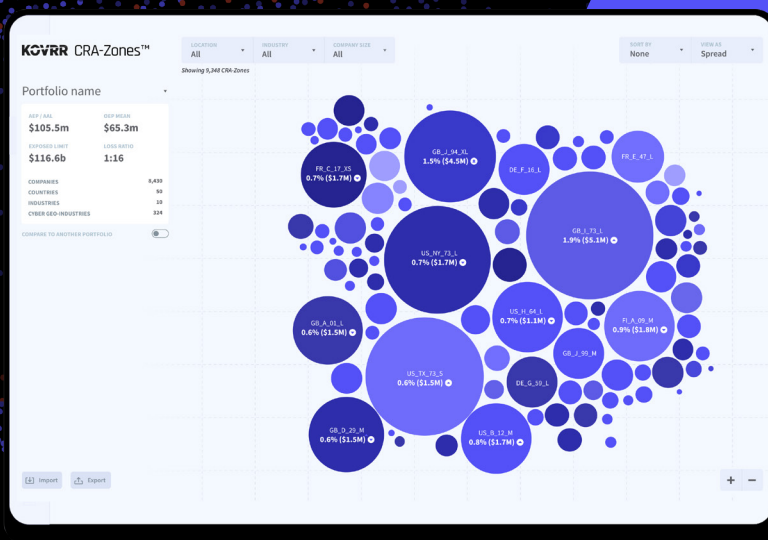 KOVRR CRA-Zones™
LOCATION
All
INDUSTRY
All
COMPANY SIZE
All
SORT BY
None
VIEW BY
Spread
Showing 9,348 CRA-Zones
Portfolio name
AEP / AAL
$105.5m
OEP MEAN
$65.3m
EXPOSED LIMIT
$116.6b
LOSS RATIO
1:16
COMPANIES 8,430
COUNTRIES 50
INDUSTRIES 10
CYBER GEO-INDUSTRIES 324
COMPARE TO ANOTHER PORTFOLIO
GB_J_94_XL
1.5% ($4.5M)
FR_C_17_XS
0.7% ($1.7M)
DE_F_16_L
FR_E_47_L
GB_I_73_L
1.9% ($5.1M)
US_NY_73_L
0.7% ($1.7M)
GB_A_01_L
0.6% ($1.5M)
US_H_64_L
0.7% ($1.1M)
FI_A_09_M
0.9% ($1.8M)
GB_J_99_M
US_TX_73_S
0.6% ($1.5M)
DE_G_59_L
GB_D_29_M
0.6% ($1.5M)
US_B_12_M
0.8% ($1.7M)
Import
Export
+ −